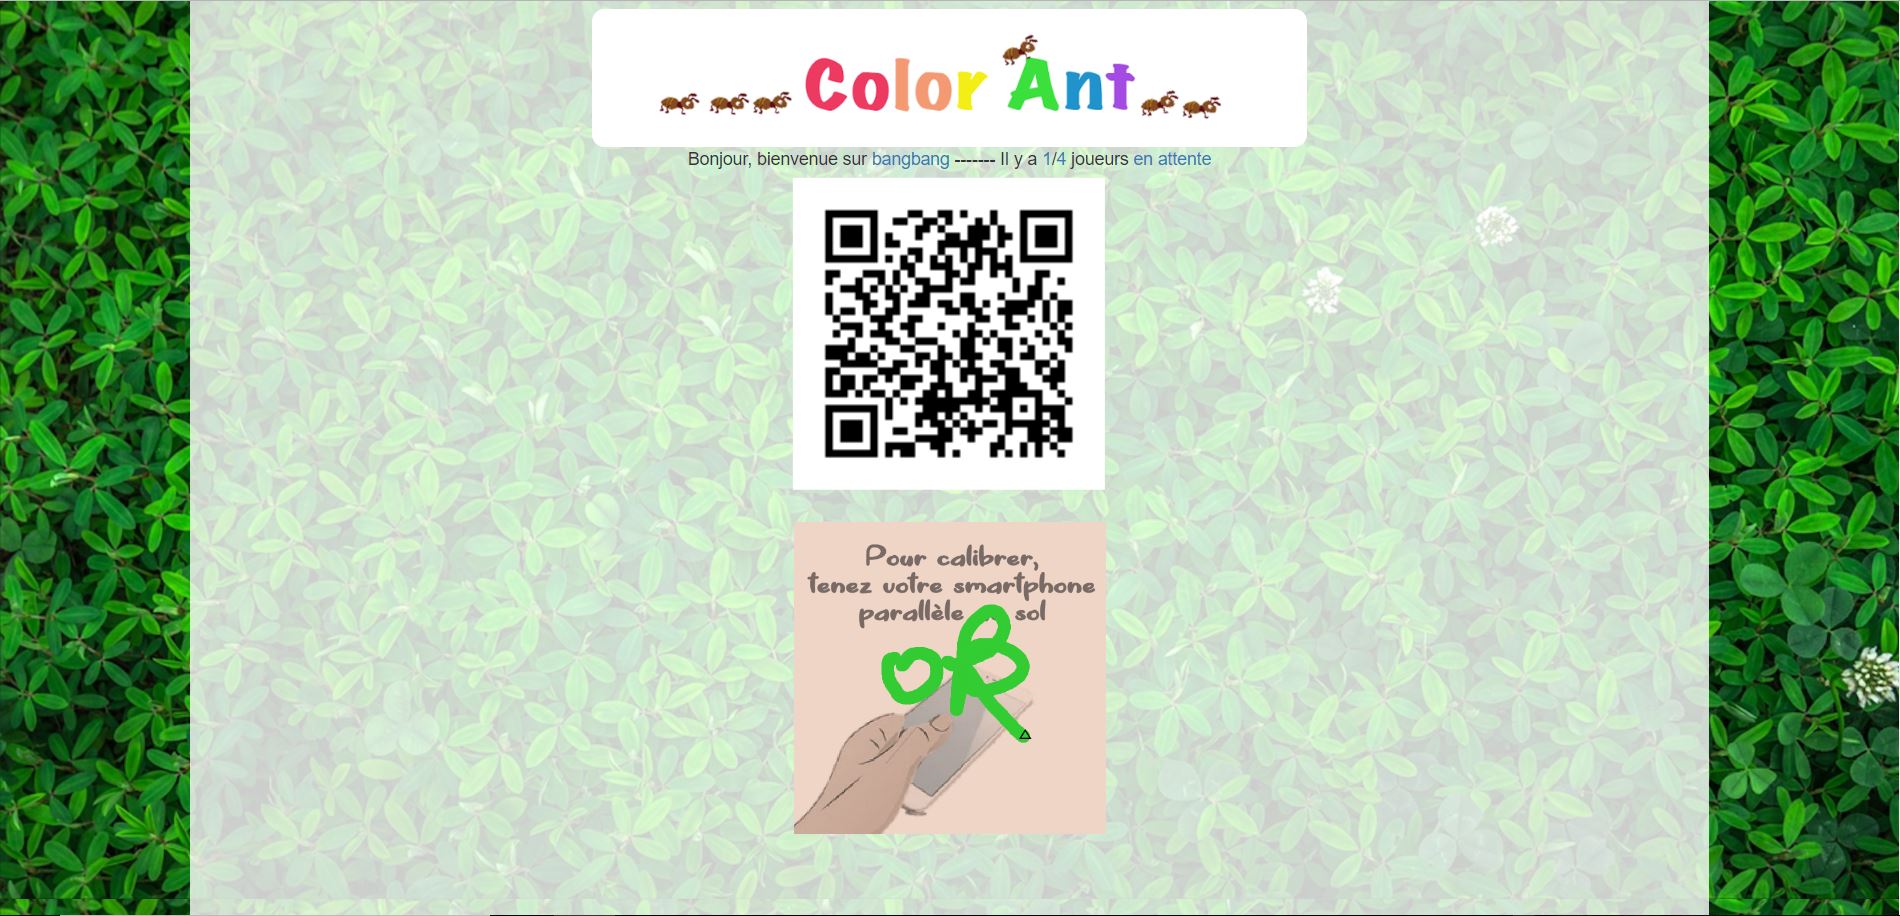 Color Ant
Bonjour, bienvenue sur bangbang ------- Il y a 1/4 joueurs en attente
Pour calibrer,
tenez votre smartphone
parallèle sol
oR